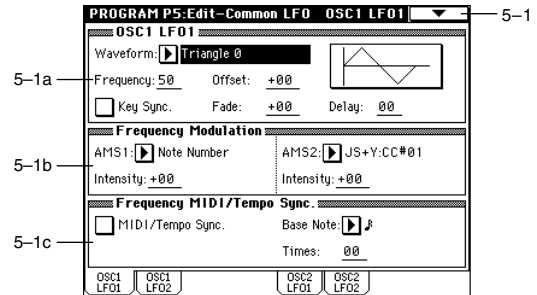 PROGRAM P5:Edit-Common LFO OSC1 LFO1
5–1
OSC1 LFO1
Waveform: Triangle 0
5–1a
Frequency: 50 Offset: +00
Key Sync. Fade: +00 Delay: 00
Frequency Modulation
5–1b
AMS1: Note Number AMS2: JS+Y:CC#01
Intensity: +00 Intensity: +00
Frequency MIDI/Tempo Sync.
5–1c
MIDI/Tempo Sync. Base Note: ♪
Times: 00
OSC1 LFO1 OSC1 LFO2 OSC2 LFO1 OSC2 LFO2